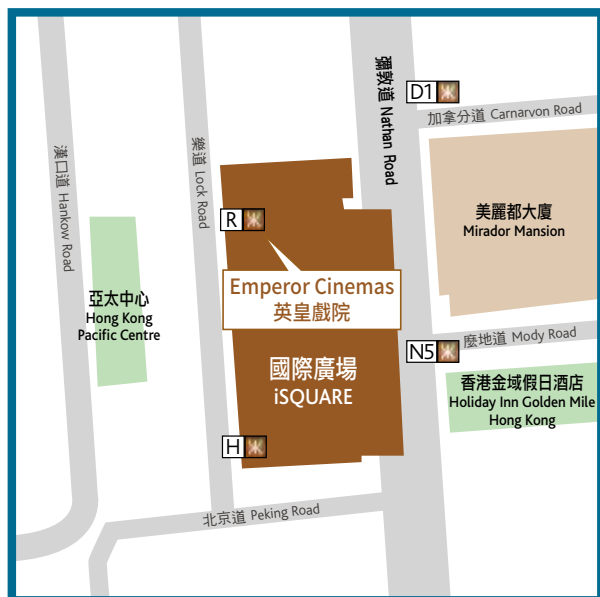 彌敦道 Nathan Road
D1
加拿分道 Carnarvon Road
漢口道 Hankow Road
樂道 Lock Road
R
美麗都大廈
Mirador Mansion
Emperor Cinemas
英皇戲院
亞太中心
Hong Kong
Pacific Centre
麼地道 Mody Road
N5
國際廣場
iSQUARE
香港金域假日酒店
Holiday Inn Golden Mile
Hong Kong
H
北京道 Peking Road